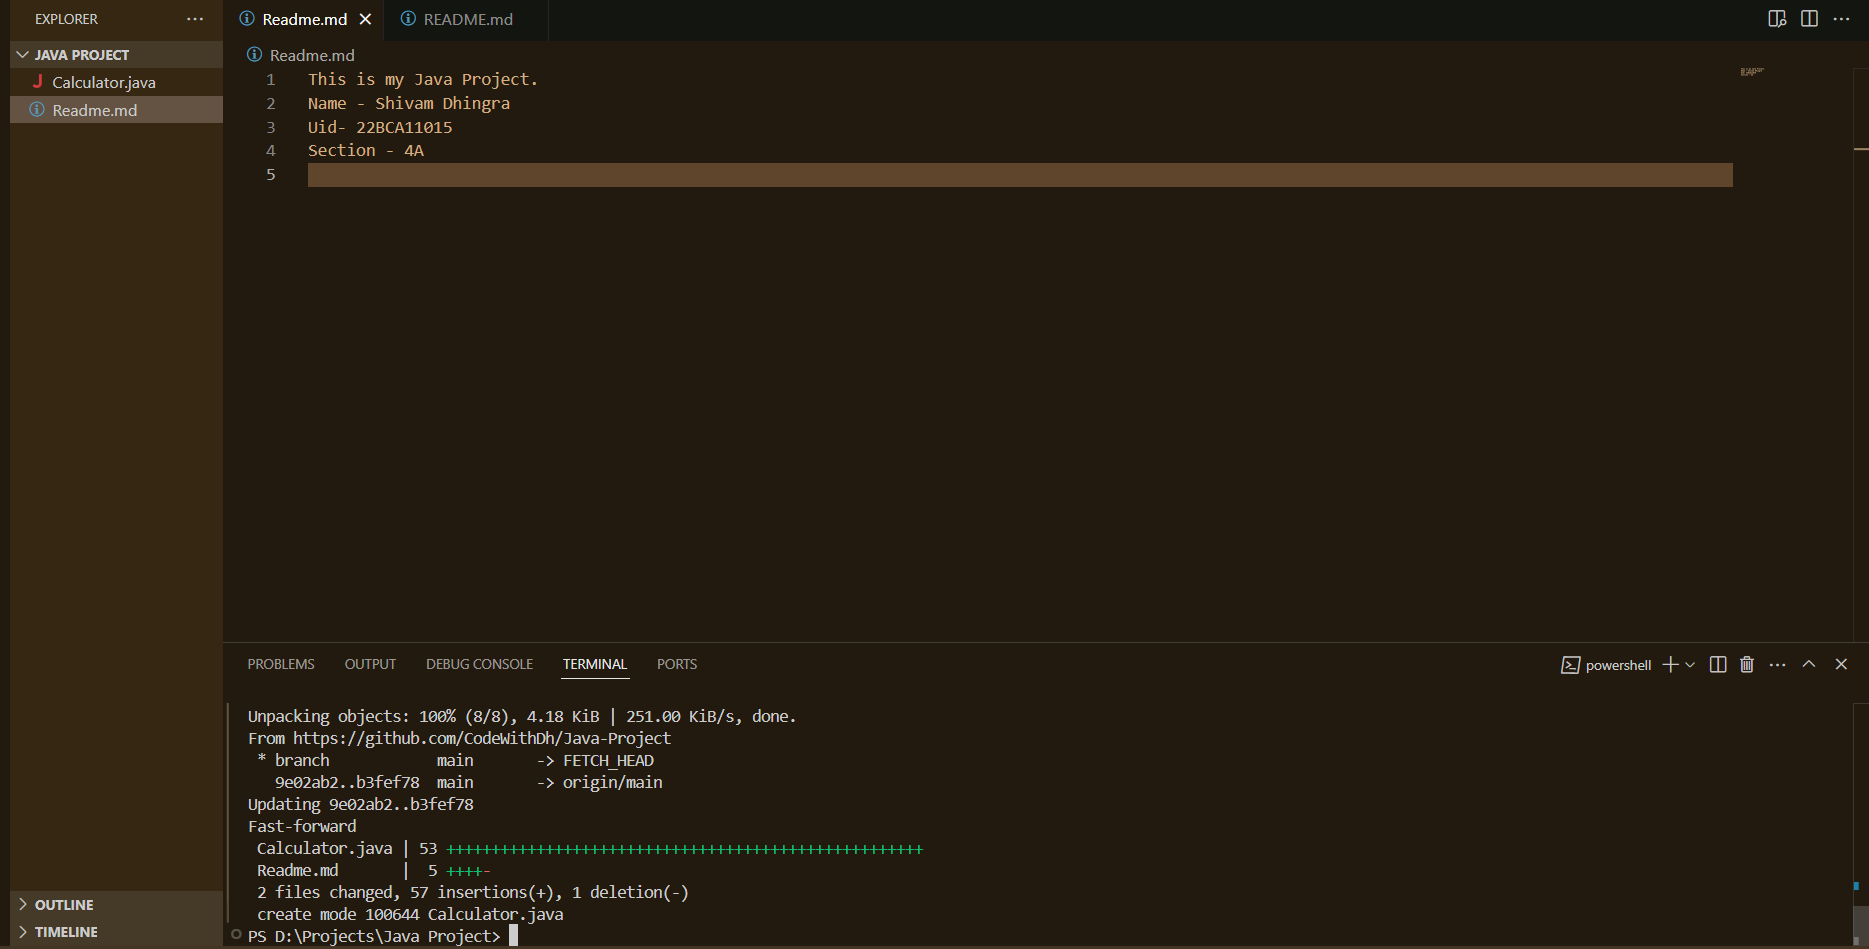 EXPLORER
JAVA PROJECT
Calculator.java
Readme.md
OUTLINE
TIMELINE
Readme.md
README.md
Readme.md
1 This is my Java Project.
2 Name - Shivam Dhingra
3 Uid- 22BCA11015
4 Section - 4A
5
PROBLEMS OUTPUT DEBUG CONSOLE TERMINAL PORTS
powershell
Unpacking objects: 100% (8/8), 4.18 KiB | 251.00 KiB/s, done.
From https://github.com/CodeWithDh/Java-Project
* branch main -> FETCH_HEAD
9e02ab2..b3fef78 main -> origin/main
Updating 9e02ab2..b3fef78
Fast-forward
Calculator.java | 53 +++++++++++++++++++++++++++++++++++++++++++++++++++++
Readme.md | 5 ++++-
2 files changed, 57 insertions(+), 1 deletion(-)
create mode 100644 Calculator.java
PS D:\Projects\Java Project>